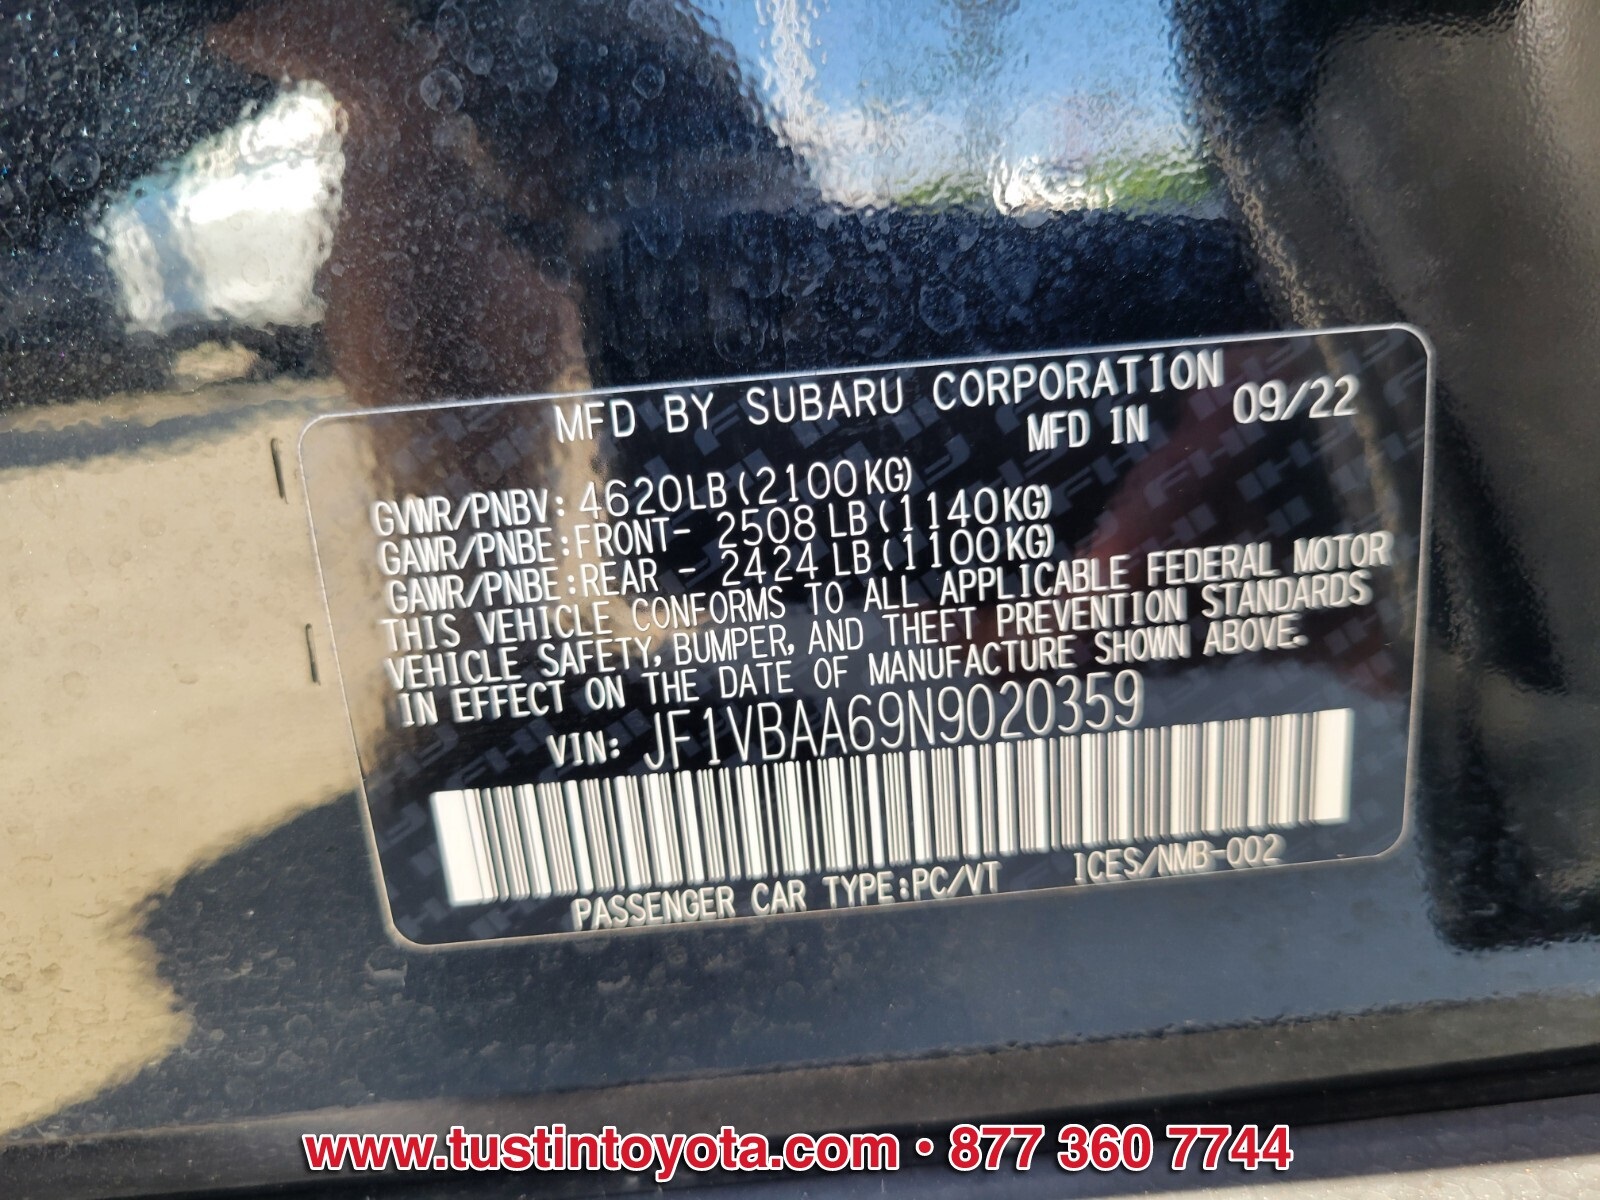 MFD BY SUBARU CORPORATION
MFD IN 09/22
GVWR/PNBV: 4620LB(2100KG)
GAWR/PNBE:FRONT- 2508 LB(1140KG)
GAWR/PNBE:REAR - 2424 LB(1100KG)
THIS VEHICLE CONFORMS TO ALL APPLICABLE FEDERAL MOTOR
VEHICLE SAFETY, BUMPER, AND THEFT PREVENTION STANDARDS
IN EFFECT ON THE DATE OF MANUFACTURE SHOWN ABOVE.
VIN: JF1VBAA69N9020359
PASSENGER CAR TYPE:PC/VT ICES/NMB-002
www.tustintoyota.com • 877 360 7744